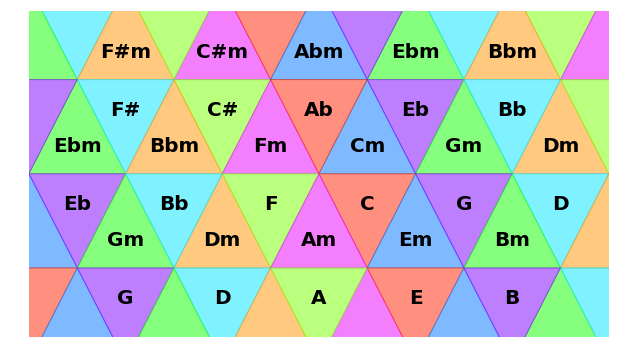 F#m C#m Abm Ebm Bbm
F# C# Ab Eb Bb
Ebm Bbm Fm Cm Gm Dm
Eb Bb F C G D
Gm Dm Am Em Bm
G D A E B